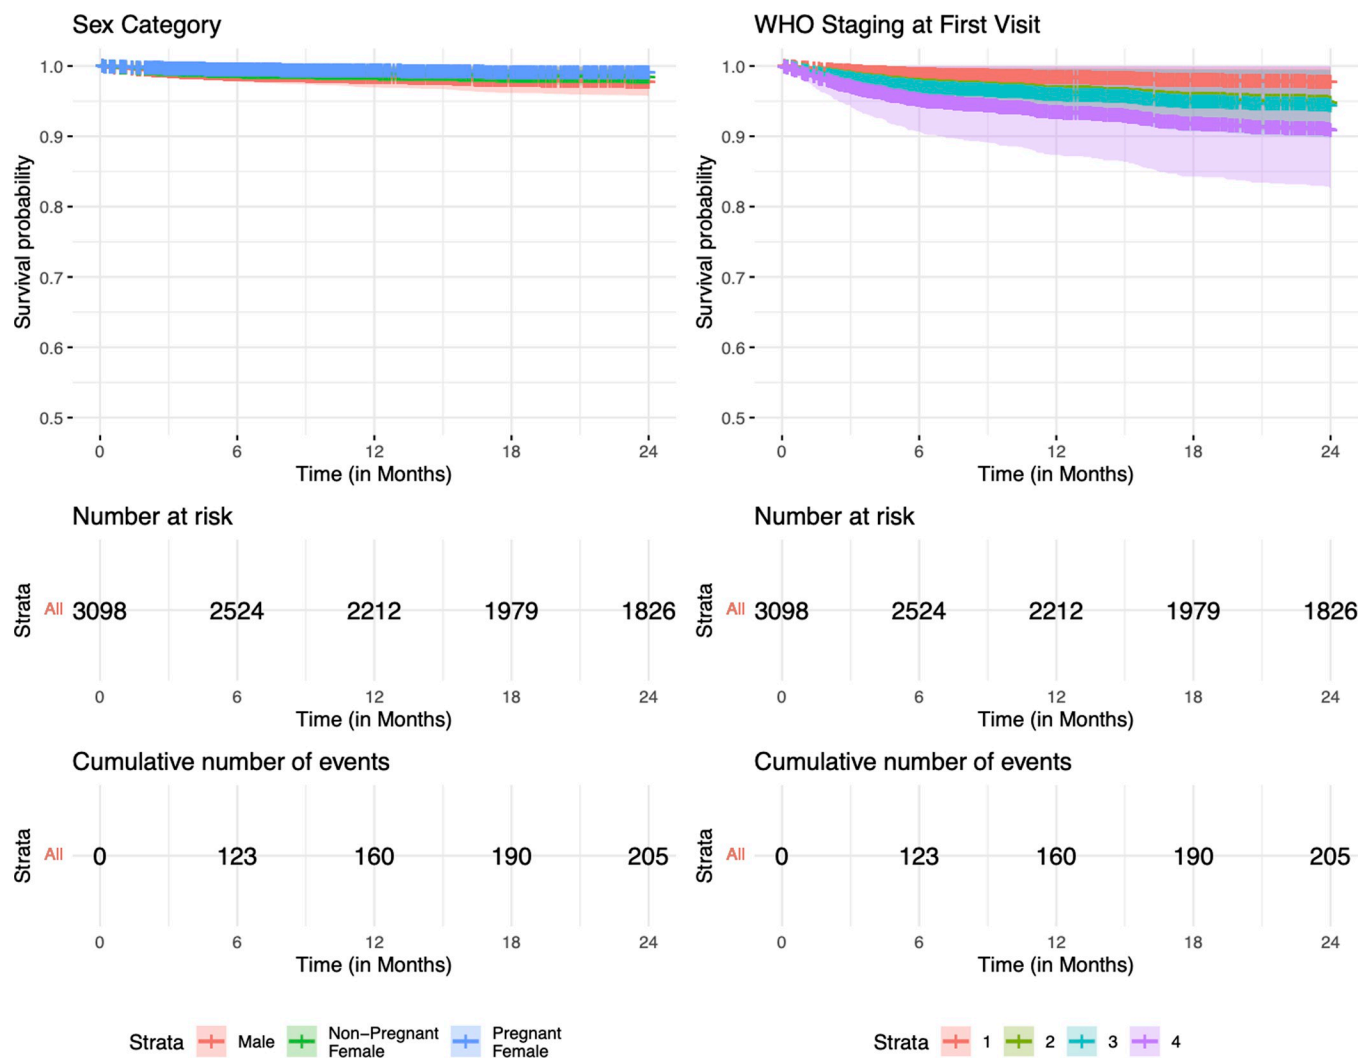 Sex Category
WHO Staging at First Visit
Survival probability
1.0
0.9
0.8
0.7
0.6
0.5
0 6 12 18 24
Time (in Months)
Survival probability
1.0
0.9
0.8
0.7
0.6
0.5
0 6 12 18 24
Time (in Months)
Number at risk
Strata
All 3098 2524 2212 1979 1826
0 6 12 18 24
Time (in Months)
Number at risk
Strata
All 3098 2524 2212 1979 1826
0 6 12 18 24
Time (in Months)
Cumulative number of events
Strata
All 0 123 160 190 205
0 6 12 18 24
Time (in Months)
Cumulative number of events
Strata
All 0 123 160 190 205
0 6 12 18 24
Time (in Months)
Strata Male
Non-Pregnant
Female
Pregnant
Female
Strata 1 2 3 4